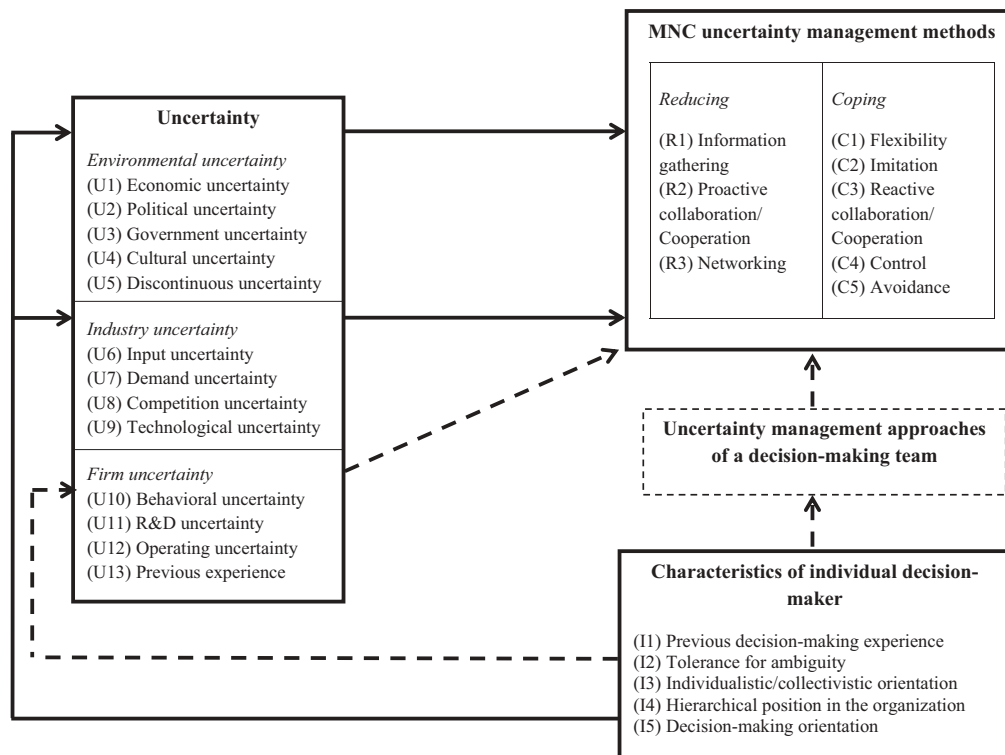 Uncertainty
Environmental uncertainty
(U1) Economic uncertainty
(U2) Political uncertainty
(U3) Government uncertainty
(U4) Cultural uncertainty
(U5) Discontinuous uncertainty
Industry uncertainty
(U6) Input uncertainty
(U7) Demand uncertainty
(U8) Competition uncertainty
(U9) Technological uncertainty
Firm uncertainty
(U10) Behavioral uncertainty
(U11) R&D uncertainty
(U12) Operating uncertainty
(U13) Previous experience
MNC uncertainty management methods
Reducing
(R1) Information
gathering
(R2) Proactive
collaboration/
Cooperation
(R3) Networking
Coping
(C1) Flexibility
(C2) Imitation
(C3) Reactive
collaboration/
Cooperation
(C4) Control
(C5) Avoidance
Uncertainty management approaches
of a decision-making team
Characteristics of individual decision-
maker
(I1) Previous decision-making experience
(I2) Tolerance for ambiguity
(I3) Individualistic/collectivistic orientation
(I4) Hierarchical position in the organization
(I5) Decision-making orientation